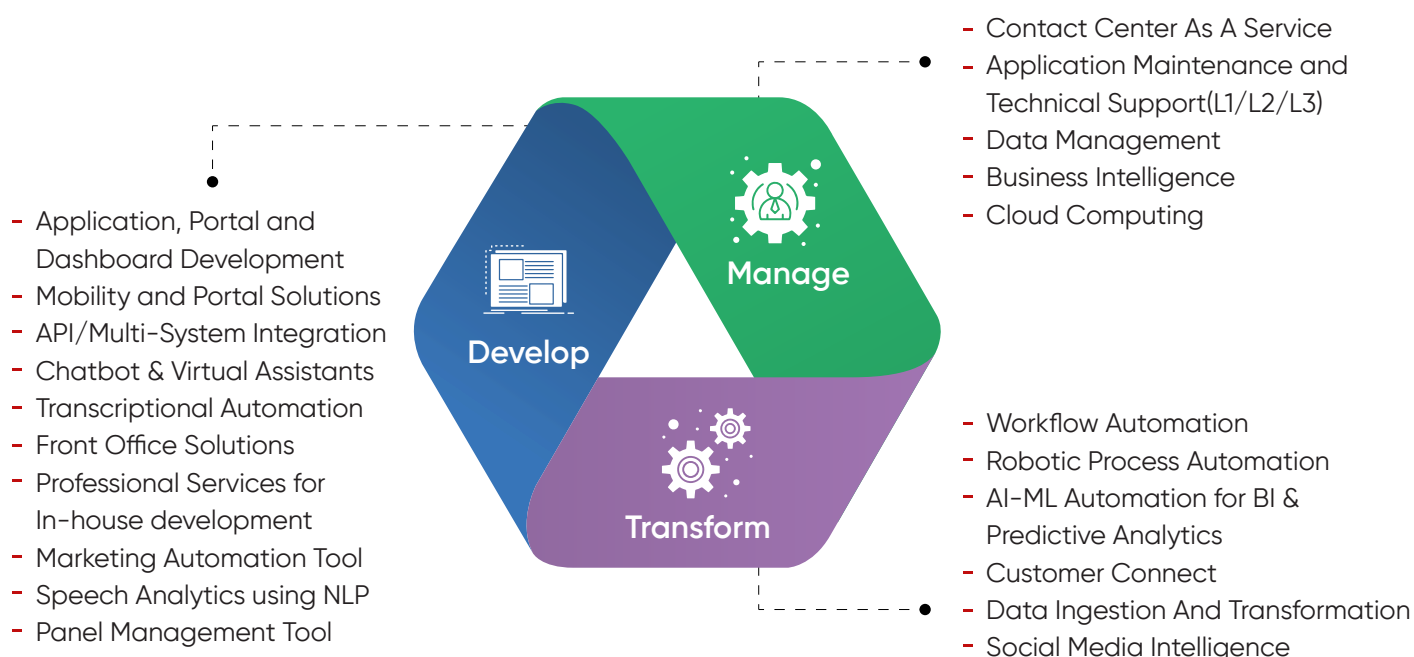 - Contact Center As A Service
- Application Maintenance and
Technical Support(L1/L2/L3)
- Data Management
- Business Intelligence
- Cloud Computing
Manage
- Application, Portal and
Dashboard Development
- Mobility and Portal Solutions
- API/Multi-System Integration
- Chatbot & Virtual Assistants
- Transcriptional Automation
- Front Office Solutions
- Professional Services for
In-house development
- Marketing Automation Tool
- Speech Analytics using NLP
- Panel Management Tool
Develop
Transform
- Workflow Automation
- Robotic Process Automation
- AI-ML Automation for BI &
Predictive Analytics
- Customer Connect
- Data Ingestion And Transformation
- Social Media Intelligence